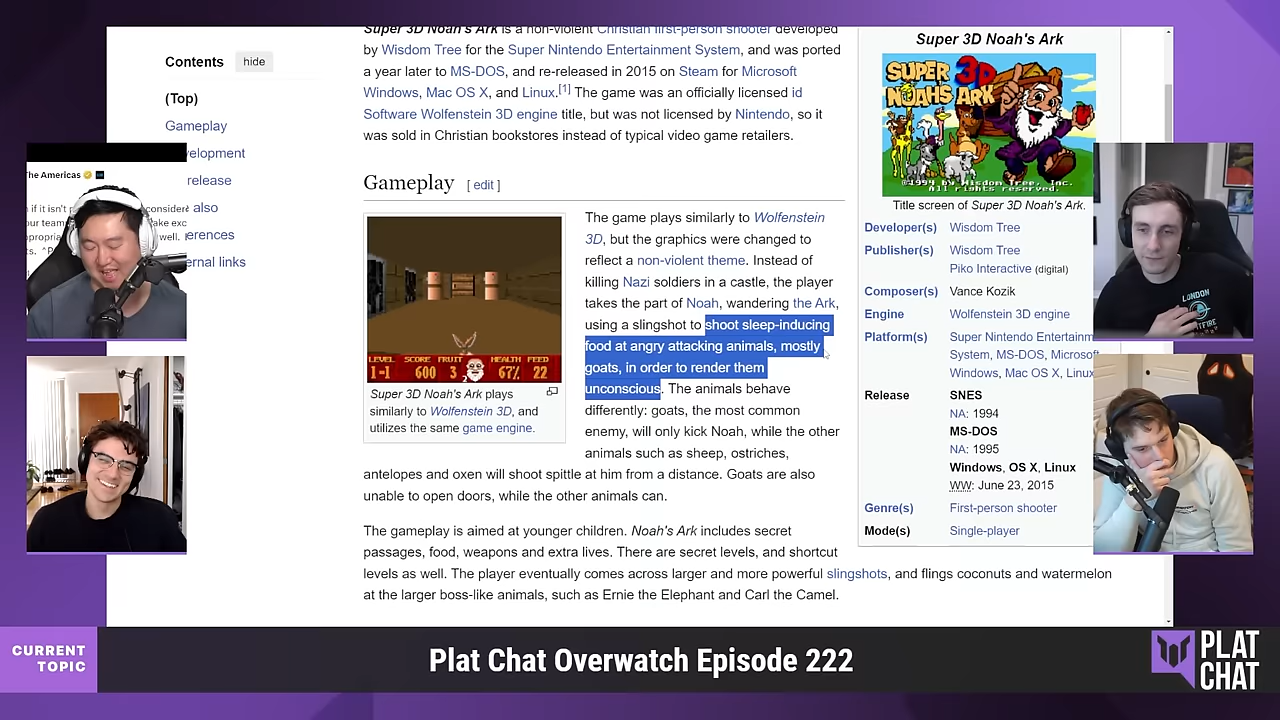 Contents hide
(Top)
Gameplay
velopment
release
also
erences
ernal links
Super 3D Noah's Ark is a non-violent Christian first-person shooter developed
by Wisdom Tree for the Super Nintendo Entertainment System, and was ported
a year later to MS-DOS, and re-released in 2015 on Steam for Microsoft
Windows, Mac OS X, and Linux.[1] The game was an officially licensed id
Software Wolfenstein 3D engine title, but was not licensed by Nintendo, so it
was sold in Christian bookstores instead of typical video game retailers.
Gameplay [ edit ]
LEVEL SCORE FRUIT HEALTH FEED
1-1 600 3 67% 22
Super 3D Noah's Ark plays
similarly to Wolfenstein 3D, and
utilizes the same game engine.
The game plays similarly to Wolfenstein
3D, but the graphics were changed to
reflect a non-violent theme. Instead of
killing Nazi soldiers in a castle, the player
takes the part of Noah, wandering the Ark,
using a slingshot to shoot sleep-inducing
food at angry attacking animals, mostly
goats, in order to render them
unconscious. The animals behave
differently: goats, the most common
enemy, will only kick Noah, while the other
animals such as sheep, ostriches,
antelopes and oxen will shoot spittle at him from a distance. Goats are also
unable to open doors, while the other animals can.
The gameplay is aimed at younger children. Noah's Ark includes secret
passages, food, weapons and extra lives. There are secret levels, and shortcut
levels as well. The player eventually comes across larger and more powerful slingshots, and flings coconuts and watermelon
at the larger boss-like animals, such as Ernie the Elephant and Carl the Camel.
Super 3D Noah's Ark
SUPER 3D
NOAHS ARK
©1994 by Wisdom Tree, Inc.
All rights reserved.
Title screen of Super 3D Noah's Ark.
Developer(s) Wisdom Tree
Publisher(s) Wisdom Tree
Piko Interactive (digital)
Composer(s) Vance Kozik
Engine Wolfenstein 3D engine
Platform(s) Super Nintendo Entertainm
System, MS-DOS, Microsoft
Windows, Mac OS X, Linux
Release SNES
NA: 1994
MS-DOS
NA: 1995
Windows, OS X, Linux
WW: June 23, 2015
Genre(s) First-person shooter
Mode(s) Single-player
he Americas
if it isn't
considere
our team
ake exc
propria
well.
LONDON
CURRENT
TOPIC
Plat Chat Overwatch Episode 222
PLAT
CHAT